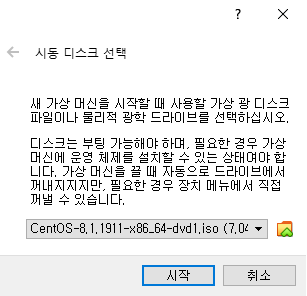 시동 디스크 선택
새 가상 머신을 시작할 때 사용할 가상 광 디스크
파일이나 물리적 광학 드라이브를 선택하십시오.
디스크는 부팅 가능해야 하며, 필요한 경우 가상
머신에 운영 체제를 설치할 수 있는 상태여야 합
니다. 가상 머신을 끌 때 자동으로 드라이브에서
꺼내지지지만, 필요한 경우 장치 메뉴에서 직접
꺼낼 수 있습니다.
CentOS-8.1.1911-x86_64-dvd1.iso (7.04
시작 취소